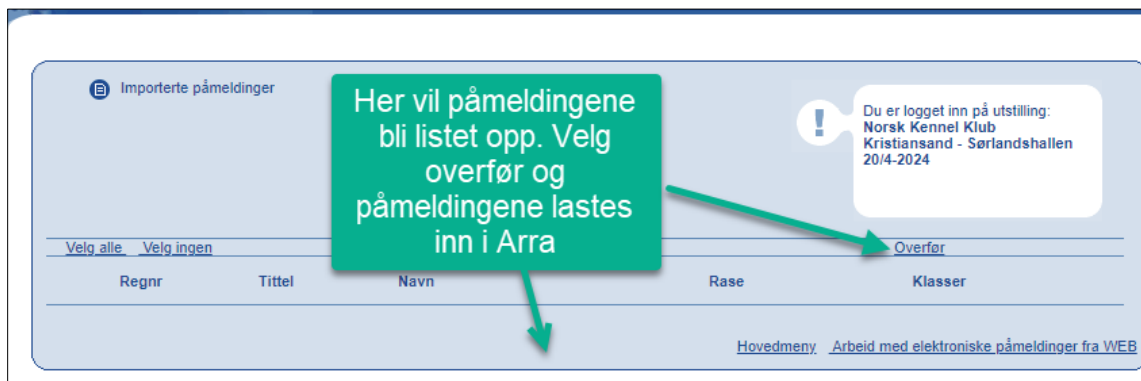 Importerte påmeldinger
Her vil påmeldingene
bli listet opp. Velg
overfør og
påmeldingene lastes
inn i Arra
!
Du er logget inn på utstilling:
Norsk Kennel Klub
Kristiansand - Sørlandshallen
20/4-2024
Velg alle Velg ingen Overfør
Regnr Tittel Navn Rase Klasser
Hovedmeny Arbeid med elektroniske påmeldinger fra WEB